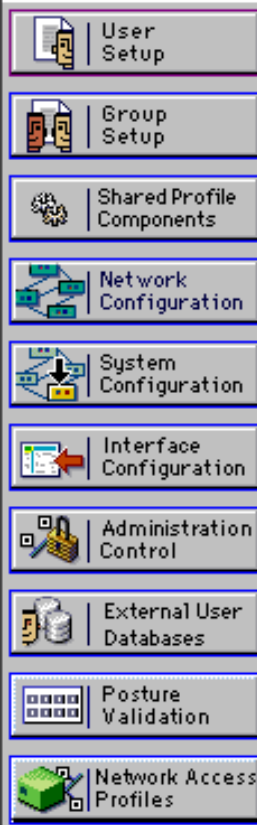 User
Setup
Group
Setup
Shared Profile
Components
Network
Configuration
System
Configuration
Interface
Configuration
Administration
Control
External User
Databases
Posture
Validation
Network Access
Profiles